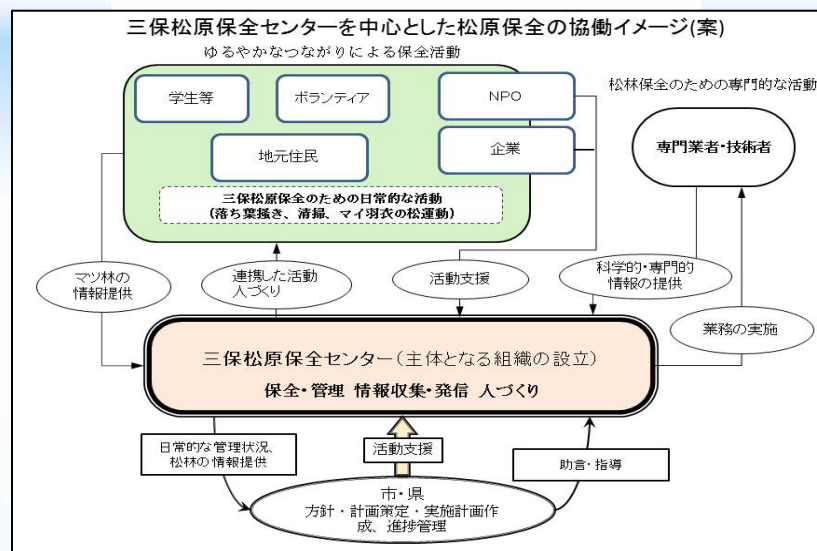 三保松原保全センターを中心とした松原保全の協働イメージ(案)
ゆるやかなつながりによる保全活動
学生等
ボランティア
NPO
地元住民
企業
三保松原保全のための日常的な活動
(落ち葉掻き、清掃、マイ羽衣の松運動)
松林保全のための専門的な活動
専門業者・技術者
マツ林の
情報提供
連携した活動
人づくり
活動支援
科学的・専門的
情報の提供
業務の実施
三保松原保全センター(主体となる組織の設立)
保全・管理 情報収集・発信 人づくり
日常的な管理状況、
松林の情報提供
活動支援
助言・指導
市・県
方針・計画策定・実施計画作
成、進捗管理